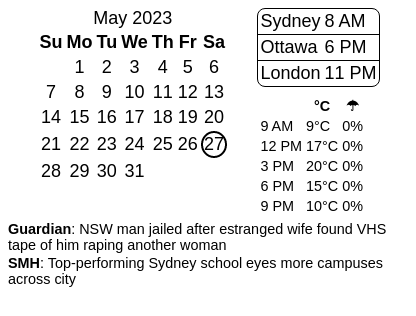 May 2023
Su Mo Tu We Th Fr Sa
1 2 3 4 5 6
7 8 9 10 11 12 13
14 15 16 17 18 19 20
21 22 23 24 25 26 27
28 29 30 31
Sydney 8 AM
Ottawa 6 PM
London 11 PM
°C ☂
9 AM 9°C 0%
12 PM 17°C 0%
3 PM 20°C 0%
6 PM 15°C 0%
9 PM 10°C 0%
Guardian: NSW man jailed after estranged wife found VHS
tape of him raping another woman
SMH: Top-performing Sydney school eyes more campuses
across city